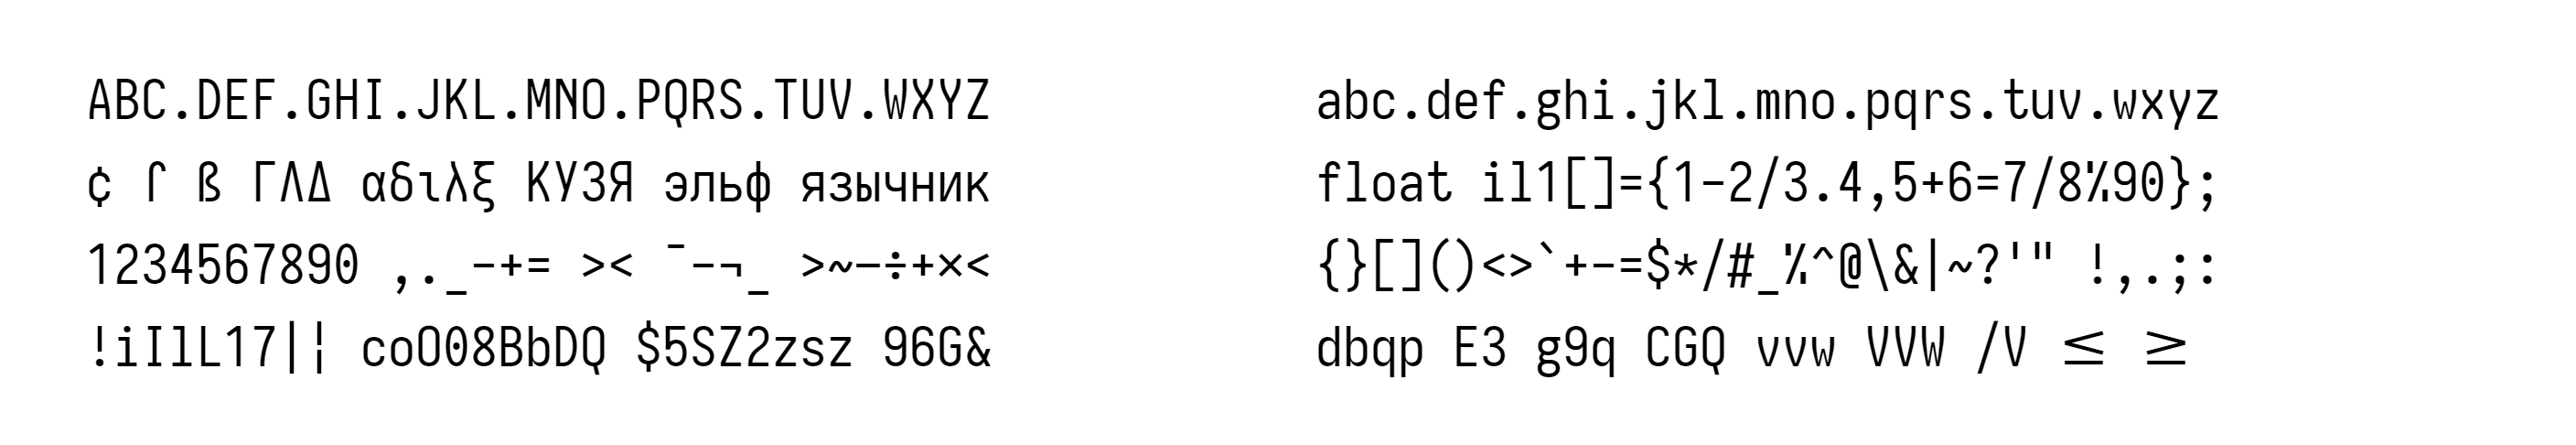 ABC.DEF.GHI.JKL.MNO.PQRS.TUV.WXYZ abc.def.ghi.jkl.mno.pqrs.tuv.wxyz
¢ ſ ß ΓΛΔ αδιλξ КУЗЯ эльф язычник float il1[]={1-2/3.4,5+6=7/8%90};
1234567890 ,._-+= >< ¯-¬_ >~–÷+×< {}[]()<>`+-=$*/#_%^@\&|~?'" !,.;:
!iIlL17|¦ coO08BbDQ $5SZ2zsz 96G& dbqp E3 g9q CGQ vvw VVW /V ≤ ≥